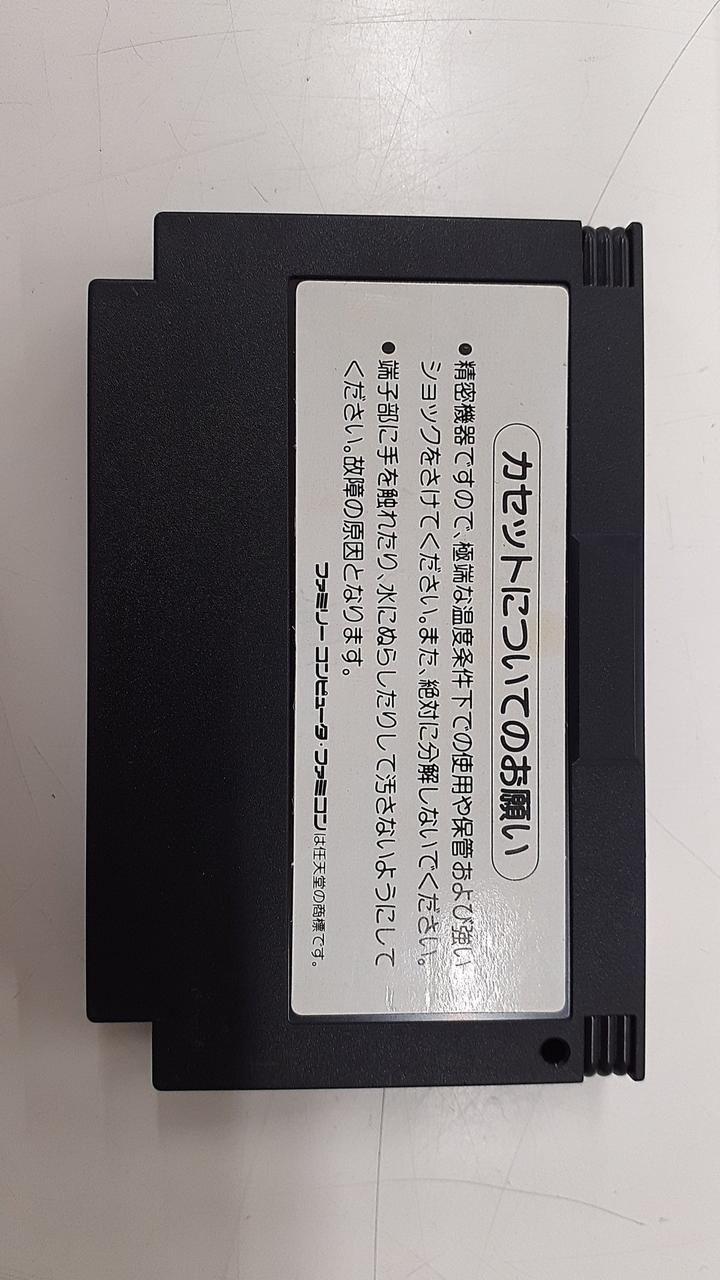 カセットについてのお願い
●精密機器ですので、極端な温度条件下での使用や保管および強い
ショックをさけてください。また、絶対に分解しないでください。
●端子部に手を触れたり、水にぬらしたりして汚さないようにして
ください。故障の原因となります。
ファミリー コンピュータ・ファミコンは任天堂の商標です。